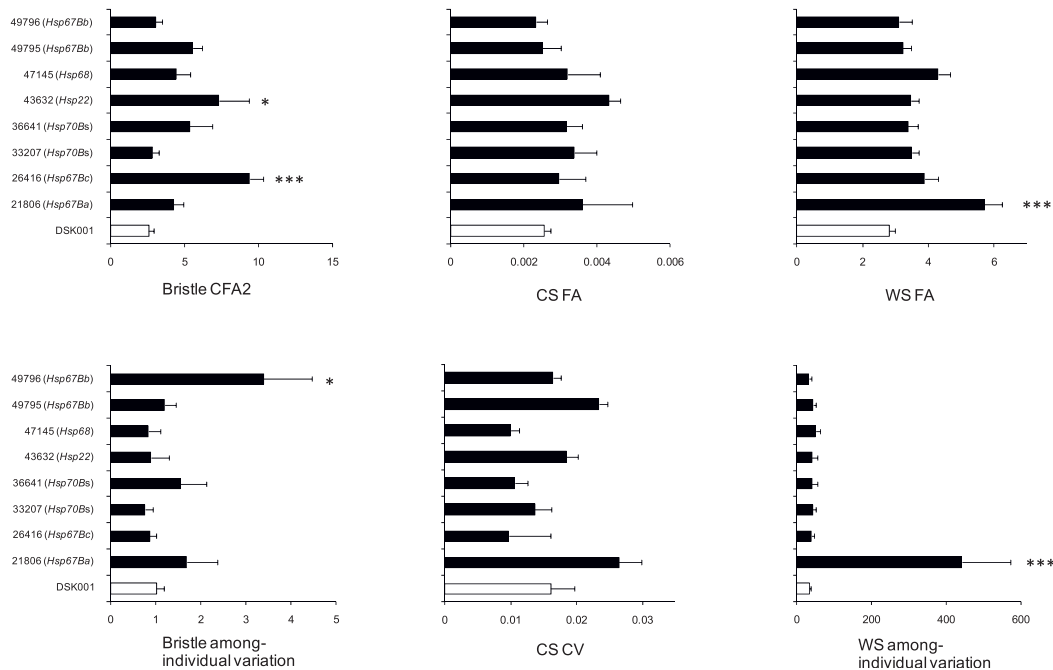 49796 (Hsp67Bb)
49795 (Hsp67Bb)
47145 (Hsp68)
43632 (Hsp22)
*
36641 (Hsp70Bs)
33207 (Hsp70Bs)
26416 (Hsp67Bc)
***
21806 (Hsp67Ba)
DSK001
0 5 10 15
Bristle CFA2
0 0.002 0.004 0.006
CS FA
***
0 2 4 6
WS FA
49796 (Hsp67Bb)
*
49795 (Hsp67Bb)
47145 (Hsp68)
43632 (Hsp22)
36641 (Hsp70Bs)
33207 (Hsp70Bs)
26416 (Hsp67Bc)
21806 (Hsp67Ba)
DSK001
0 1 2 3 4 5
Bristle among-
individual variation
0 0.01 0.02 0.03
CS CV
***
0 200 400 600
WS among-
individual variation